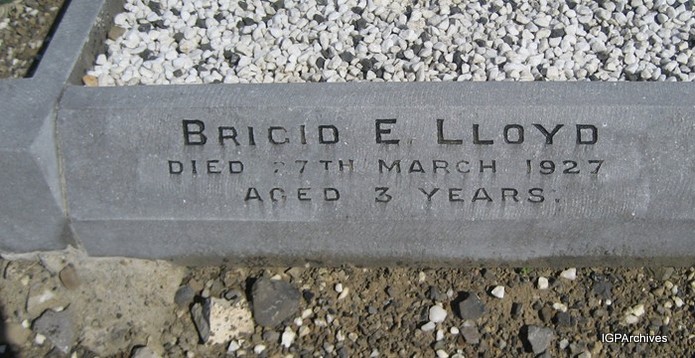 BRIGID E. LLOYD
DIED MARCH 1927
AGED 3 YEARS.
IGPArchives